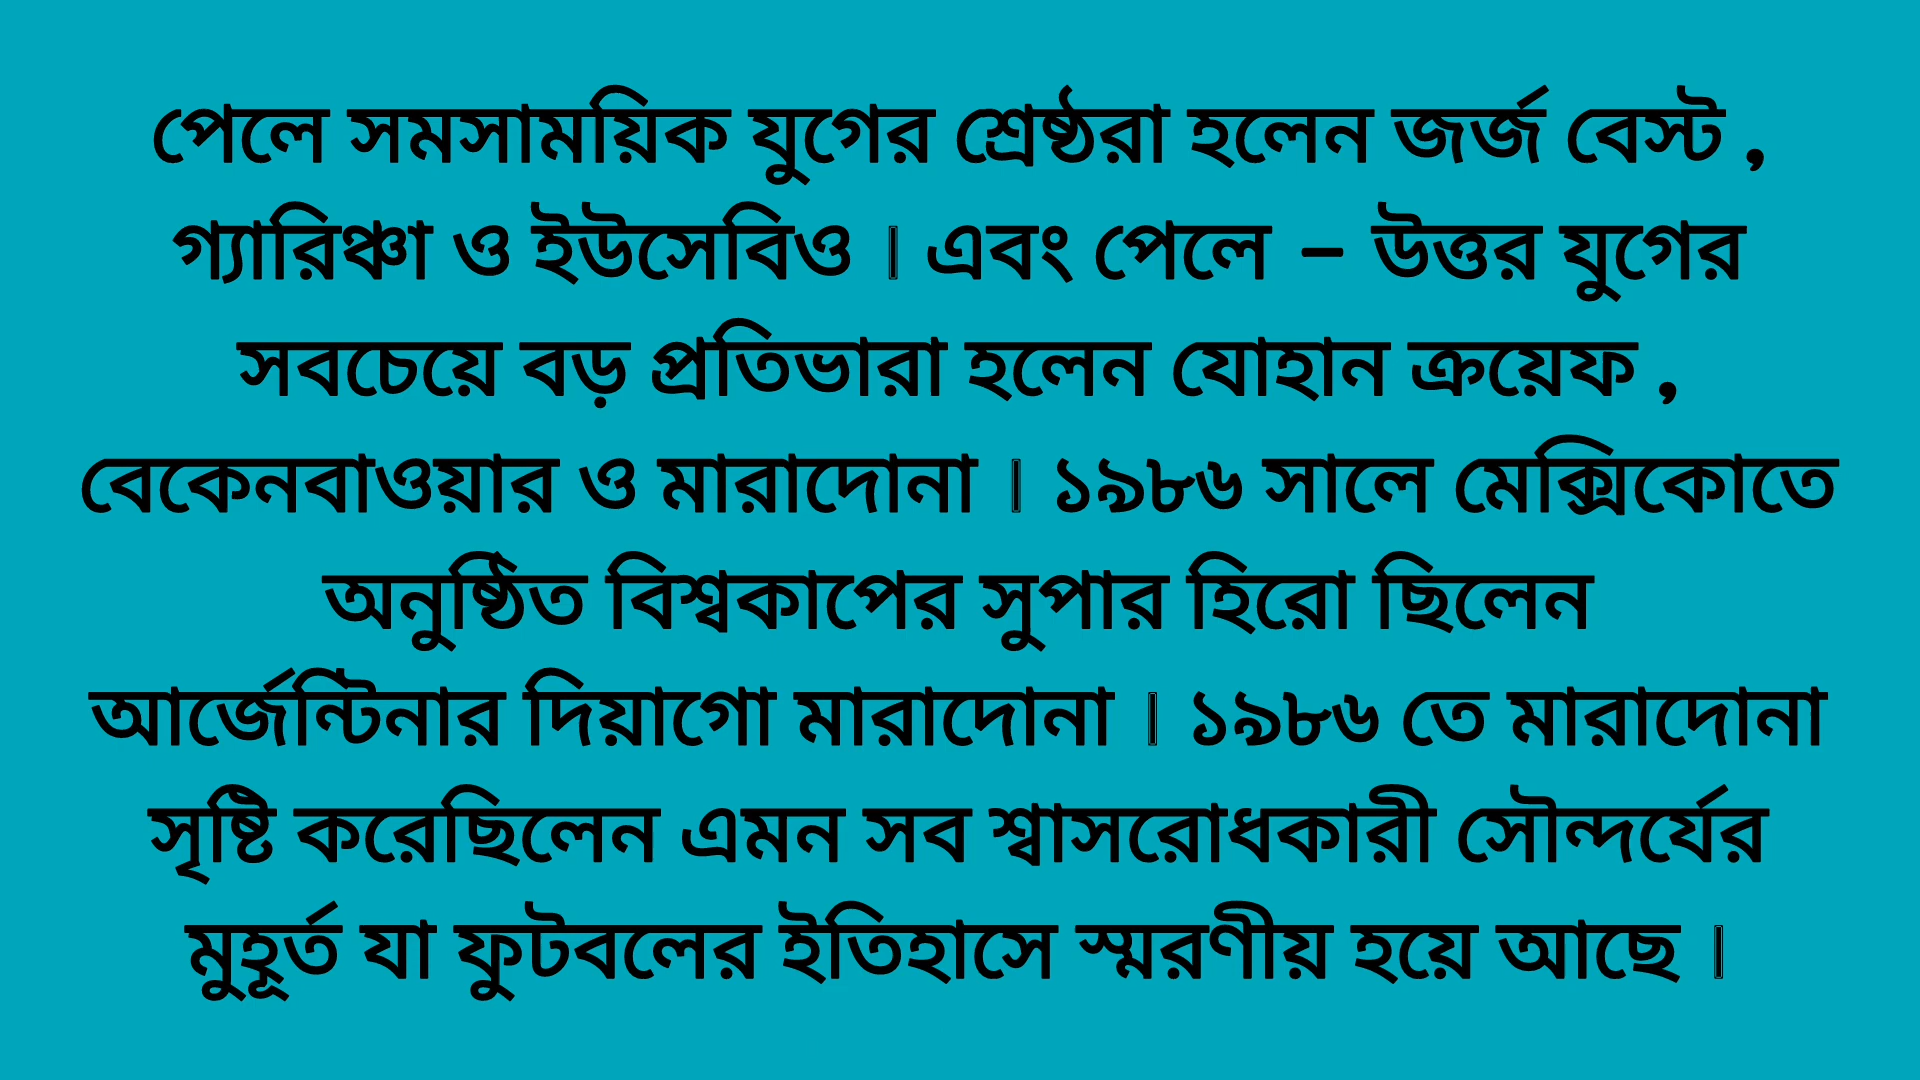 পেলে সমসাময়িক যুগের শ্রেষ্ঠরা হলেন জর্জ বেস্ট ,
গ্যারিঞ্চা ও ইউসেবিও । এবং পেলে – উত্তর যুগের
সবচেয়ে বড় প্রতিভারা হলেন যোহান ক্রয়েফ ,
বেকেনবাওয়ার ও মারাদোনা । ১৯৮৬ সালে মেক্সিকোতে
অনুষ্ঠিত বিশ্বকাপের সুপার হিরো ছিলেন
আর্জেন্টিনার দিয়াগো মারাদোনা । ১৯৮৬ তে মারাদোনা
সৃষ্টি করেছিলেন এমন সব শ্বাসরোধকারী সৌন্দর্যের
মুহূর্ত যা ফুটবলের ইতিহাসে স্মরণীয় হয়ে আছে ।